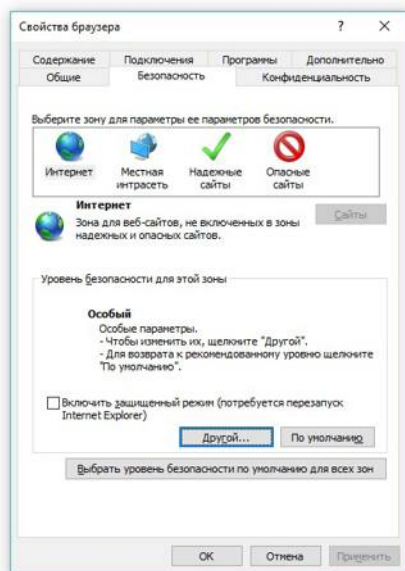 Свойства браузера ? ×
Содержание Подключения Программы Дополнительно
Общие Безопасность Конфиденциальность
Выберите зону для параметры ее параметров безопасности.
Интернет Местная интрасеть Надежные сайты Опасные сайты
Интернет
Зона для веб-сайтов, не включенных в зоны
надежных и опасных сайтов.
Сайты
Уровень безопасности для этой зоны
Особый
Особые параметры.
- Чтобы изменить их, щелкните "Другой".
- Для возврата к рекомендованному уровню щелкните
"По умолчанию".
Включить защищенный режим (потребуется перезапуск
Internet Explorer)
Другой... По умолчанию
Выбрать уровень безопасности по умолчанию для всех зон
ОК Отмена Применить